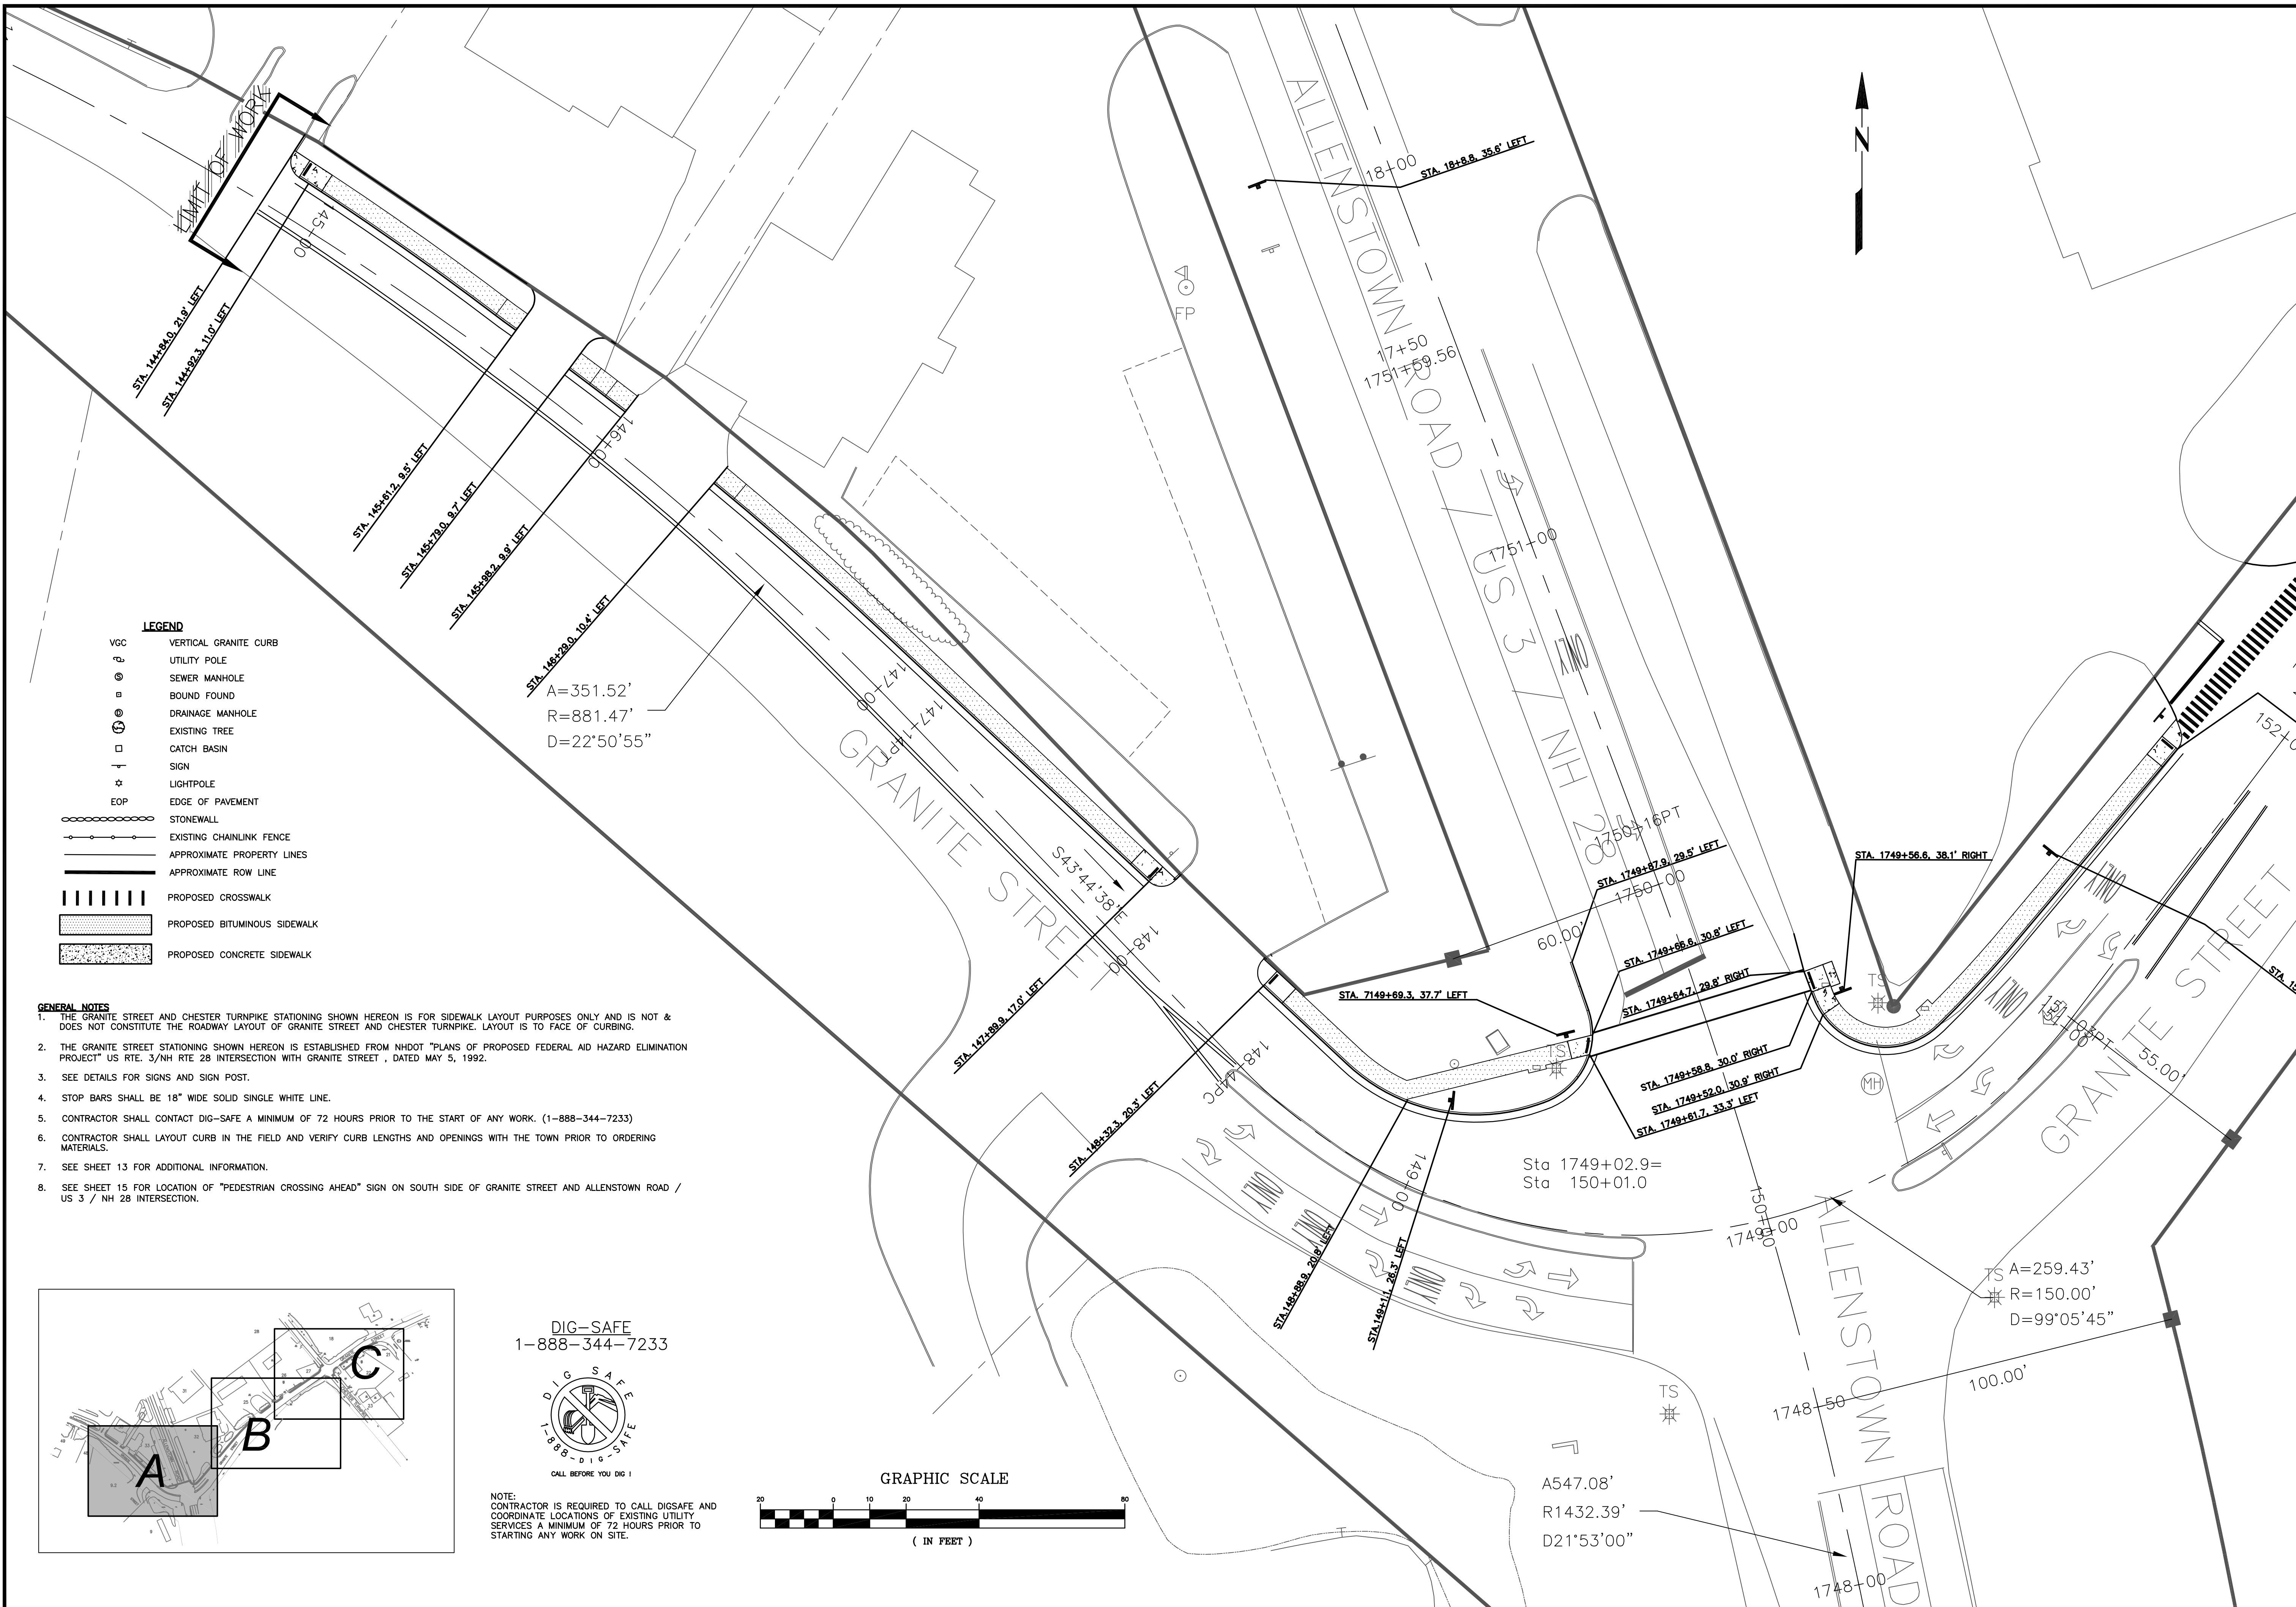 LIMIT OF WORK
145+00
STA. 144+84.0, 21.9' LEFT
STA. 144+92.3, 11.0' LEFT
STA. 145+61.2, 9.5' LEFT
STA. 145+79.0, 9.7' LEFT
STA. 145+98.2, 9.9' LEFT
146+00
STA. 146+29.0, 10.4' LEFT
A=351.52'
R=881.47'
D=22°50'55"
147+00
147+14PT
GRANITE STREET
S43°44'38"E
148+00
148+44PC
STA. 147+89.9, 17.0' LEFT
STA. 148+32.3, 20.3' LEFT
149+00
STA.148+88.9, 20.8' LEFT
STA.149+1.1, 26.3' LEFT
ONLY
ONLY
ONLY
FP
N
ALLENSTOWN ROAD / US 3 / NH 28
18+00
STA. 18+8.8, 35.6' LEFT
17+50
1751+59.56
1751+00
ONLY
1750+16PT
STA. 1749+87.9, 29.5' LEFT
1750+00
60.00'
STA. 1749+66.6, 30.8' LEFT
STA. 1749+64.7, 29.8' RIGHT
STA. 7149+69.3, 37.7' LEFT
TS
STA. 1749+58.8, 30.0' RIGHT
STA. 1749+52.0, 30.9' RIGHT
STA. 1749+61.7, 33.3' LEFT
STA. 1749+56.6, 38.1' RIGHT
TS
MH
ONLY
ONLY
GRANITE STREET
151+03PT
151+00
55.00'
152+0
STA. 15
Sta 1749+02.9=
Sta 150+01.0
150+00
1749+00
ALLENSTOWN ROAD
TS
A=259.43'
R=150.00'
D=99°05'45"
TS
1748+50
100.00'
A547.08'
R1432.39'
D21°53'00"
1748+00
LEGEND
VGC VERTICAL GRANITE CURB
UTILITY POLE
S SEWER MANHOLE
BOUND FOUND
D DRAINAGE MANHOLE
EXISTING TREE
CATCH BASIN
SIGN
LIGHTPOLE
EOP EDGE OF PAVEMENT
STONEWALL
EXISTING CHAINLINK FENCE
APPROXIMATE PROPERTY LINES
APPROXIMATE ROW LINE
PROPOSED CROSSWALK
PROPOSED BITUMINOUS SIDEWALK
PROPOSED CONCRETE SIDEWALK
GENERAL NOTES
1. THE GRANITE STREET AND CHESTER TURNPIKE STATIONING SHOWN HEREON IS FOR SIDEWALK LAYOUT PURPOSES ONLY AND IS NOT &
DOES NOT CONSTITUTE THE ROADWAY LAYOUT OF GRANITE STREET AND CHESTER TURNPIKE. LAYOUT IS TO FACE OF CURBING.
2. THE GRANITE STREET STATIONING SHOWN HEREON IS ESTABLISHED FROM NHDOT "PLANS OF PROPOSED FEDERAL AID HAZARD ELIMINATION
PROJECT" US RTE. 3/NH RTE 28 INTERSECTION WITH GRANITE STREET , DATED MAY 5, 1992.
3. SEE DETAILS FOR SIGNS AND SIGN POST.
4. STOP BARS SHALL BE 18" WIDE SOLID SINGLE WHITE LINE.
5. CONTRACTOR SHALL CONTACT DIG-SAFE A MINIMUM OF 72 HOURS PRIOR TO THE START OF ANY WORK. (1-888-344-7233)
6. CONTRACTOR SHALL LAYOUT CURB IN THE FIELD AND VERIFY CURB LENGTHS AND OPENINGS WITH THE TOWN PRIOR TO ORDERING
MATERIALS.
7. SEE SHEET 13 FOR ADDITIONAL INFORMATION.
8. SEE SHEET 15 FOR LOCATION OF "PEDESTRIAN CROSSING AHEAD" SIGN ON SOUTH SIDE OF GRANITE STREET AND ALLENSTOWN ROAD /
US 3 / NH 28 INTERSECTION.
A
B
C
DIG-SAFE
1-888-344-7233
DIG SAFE
1-888-DIG-SAFE
CALL BEFORE YOU DIG !
NOTE:
CONTRACTOR IS REQUIRED TO CALL DIGSAFE AND
COORDINATE LOCATIONS OF EXISTING UTILITY
SERVICES A MINIMUM OF 72 HOURS PRIOR TO
STARTING ANY WORK ON SITE.
GRAPHIC SCALE
20 0 10 20 40 80
( IN FEET )